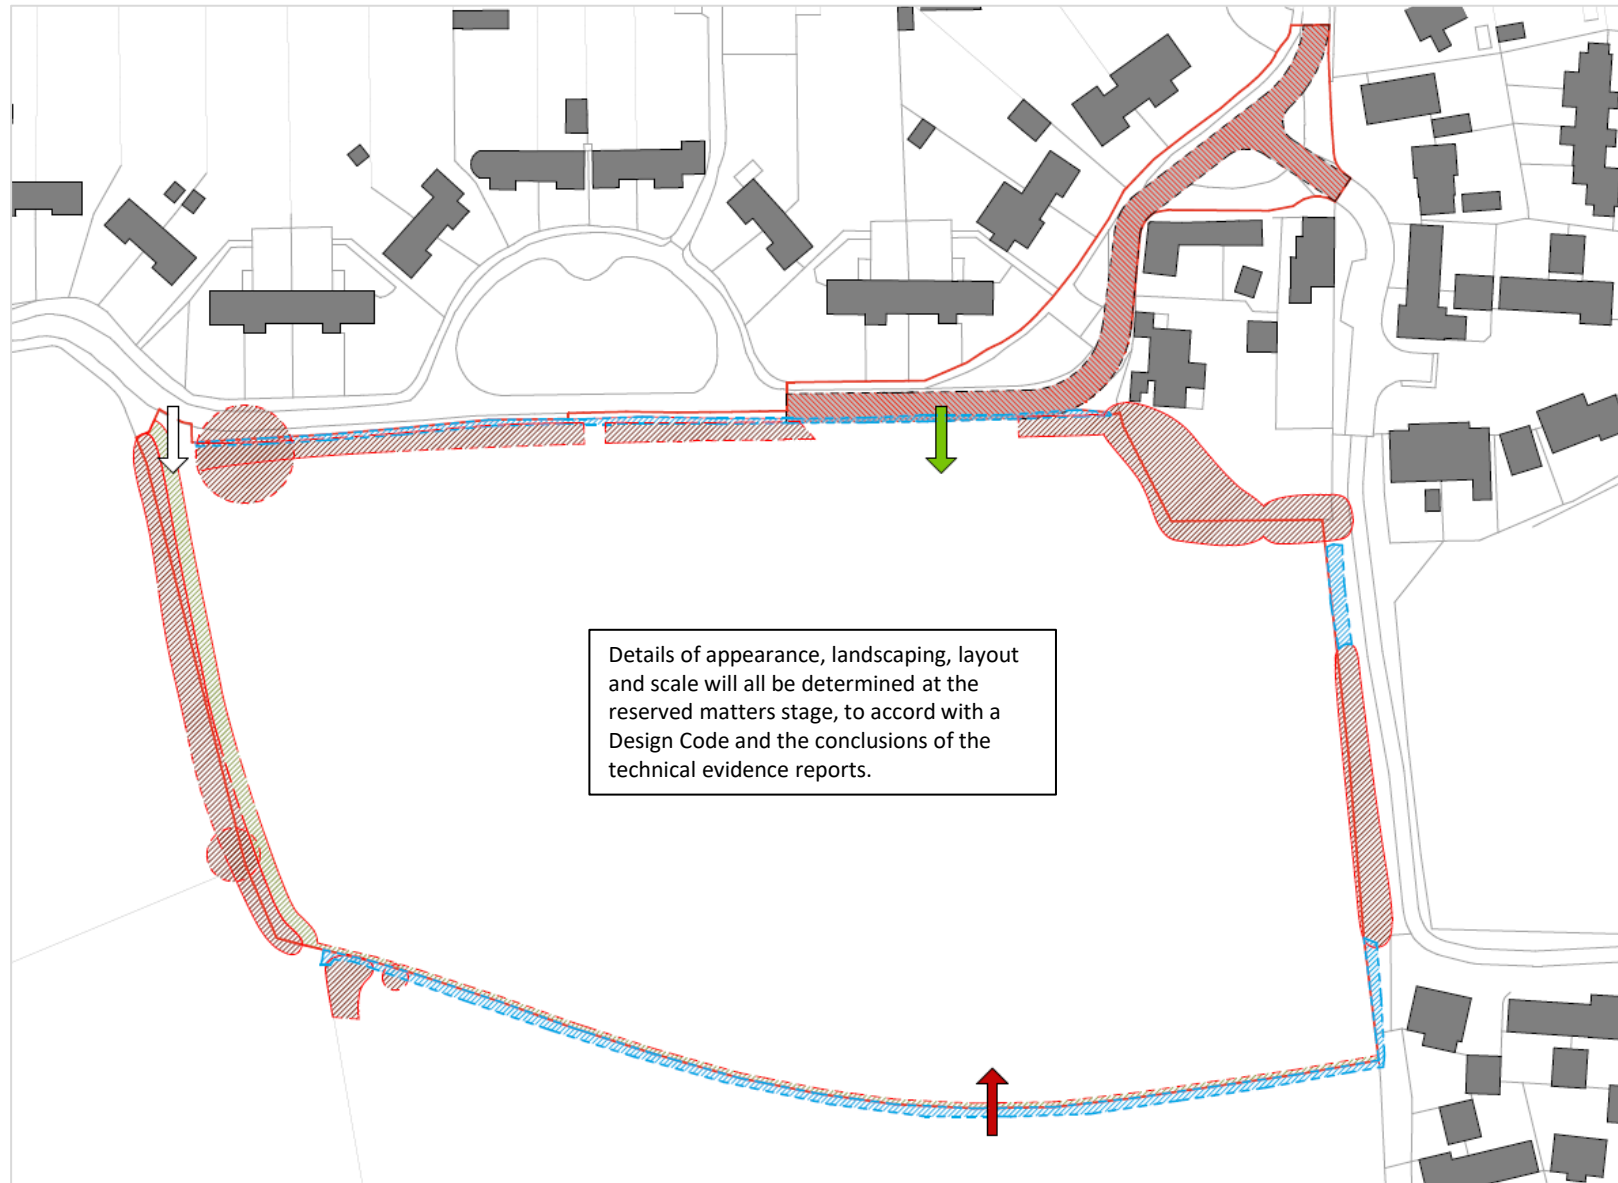 Details of appearance, landscaping, layout
and scale will all be determined at the
reserved matters stage, to accord with a
Design Code and the conclusions of the
technical evidence reports.